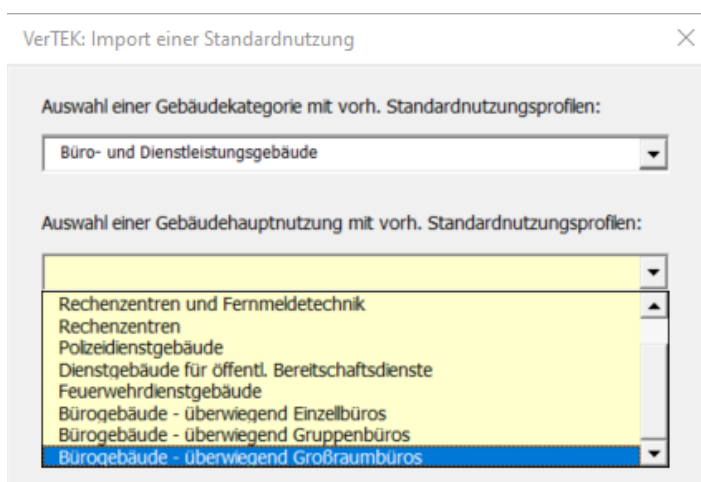 VerTEK: Import einer Standardnutzung
Auswahl einer Gebäudekategorie mit vorh. Standardnutzungsprofilen:
Büro- und Dienstleistungsgebäude
Auswahl einer Gebäudehauptnutzung mit vorh. Standardnutzungsprofilen:
Rechenzentren und Fernmeldetechnik
Rechenzentren
Polizeidienstgebäude
Dienstgebäude für öffentl. Bereitschaftsdienste
Feuerwehrdienstgebäude
Bürogebäude - überwiegend Einzellbüros
Bürogebäude - überwiegend Gruppenbüros
Bürogebäude - überwiegend Großraumbüros